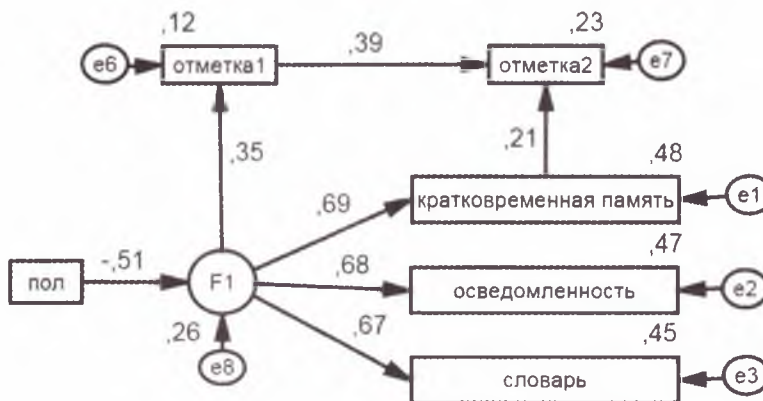 ,12
,23
e6
отметка1
,39
отметка2
e7
,35
,21
,48
,69
кратковременная память
e1
-,51
,47
пол
F1
,68
осведомленность
e2
,26
,67
,45
e8
словарь
e3